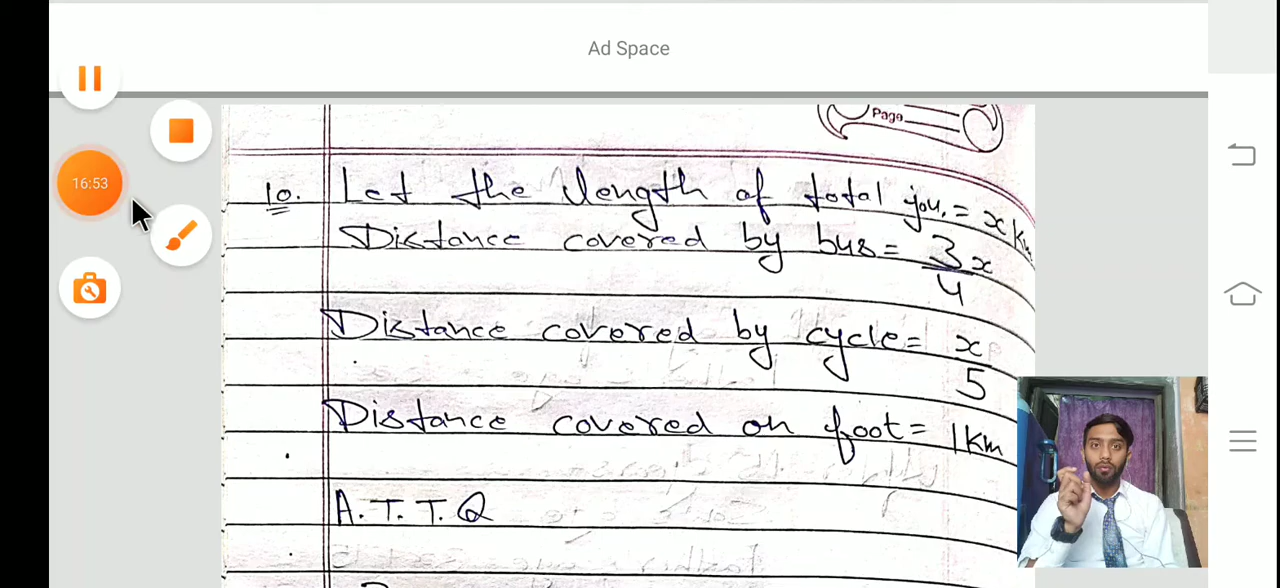 Ad Space
16:53
Page
10. Let the length of total jou. = x km
Distance covered by bus = 3x/4
Distance covered by cycle = x/5
Distance covered on foot = 1 km
A.T.T.Q